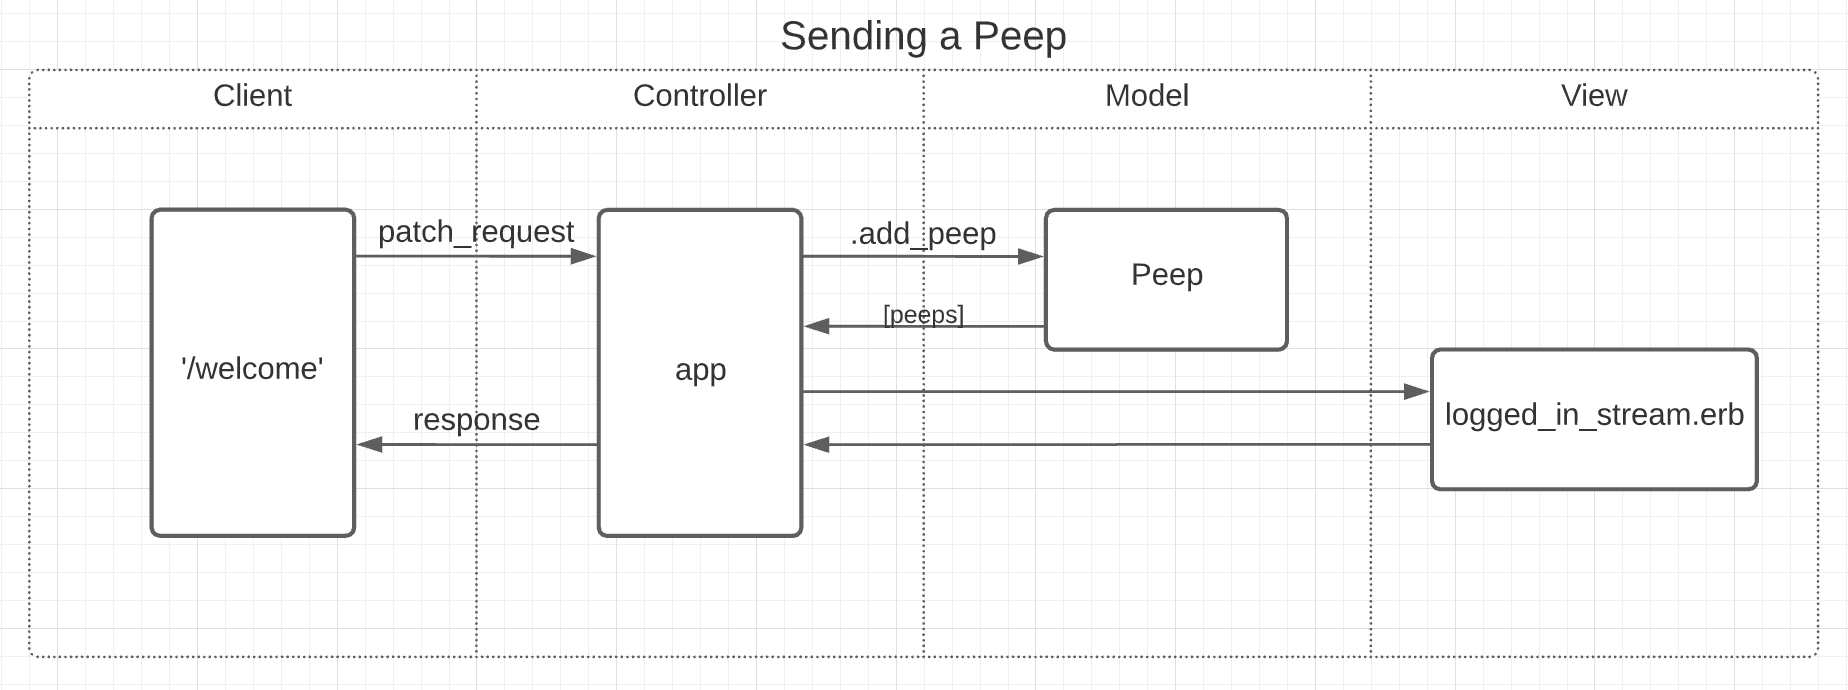 Sending a Peep
Client
Controller
Model
View
patch_request
.add_peep
Peep
[peeps]
'/welcome'
app
logged_in_stream.erb
response